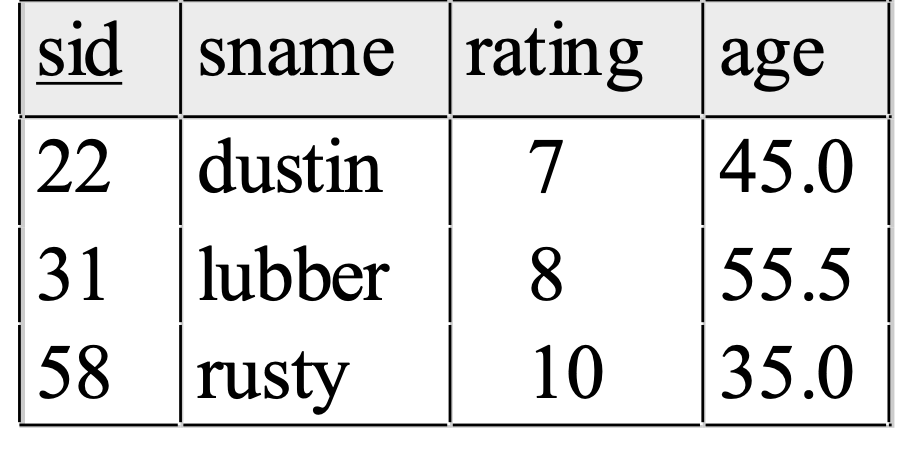 sid sname rating age
22 dustin 7 45.0
31 lubber 8 55.5
58 rusty 10 35.0